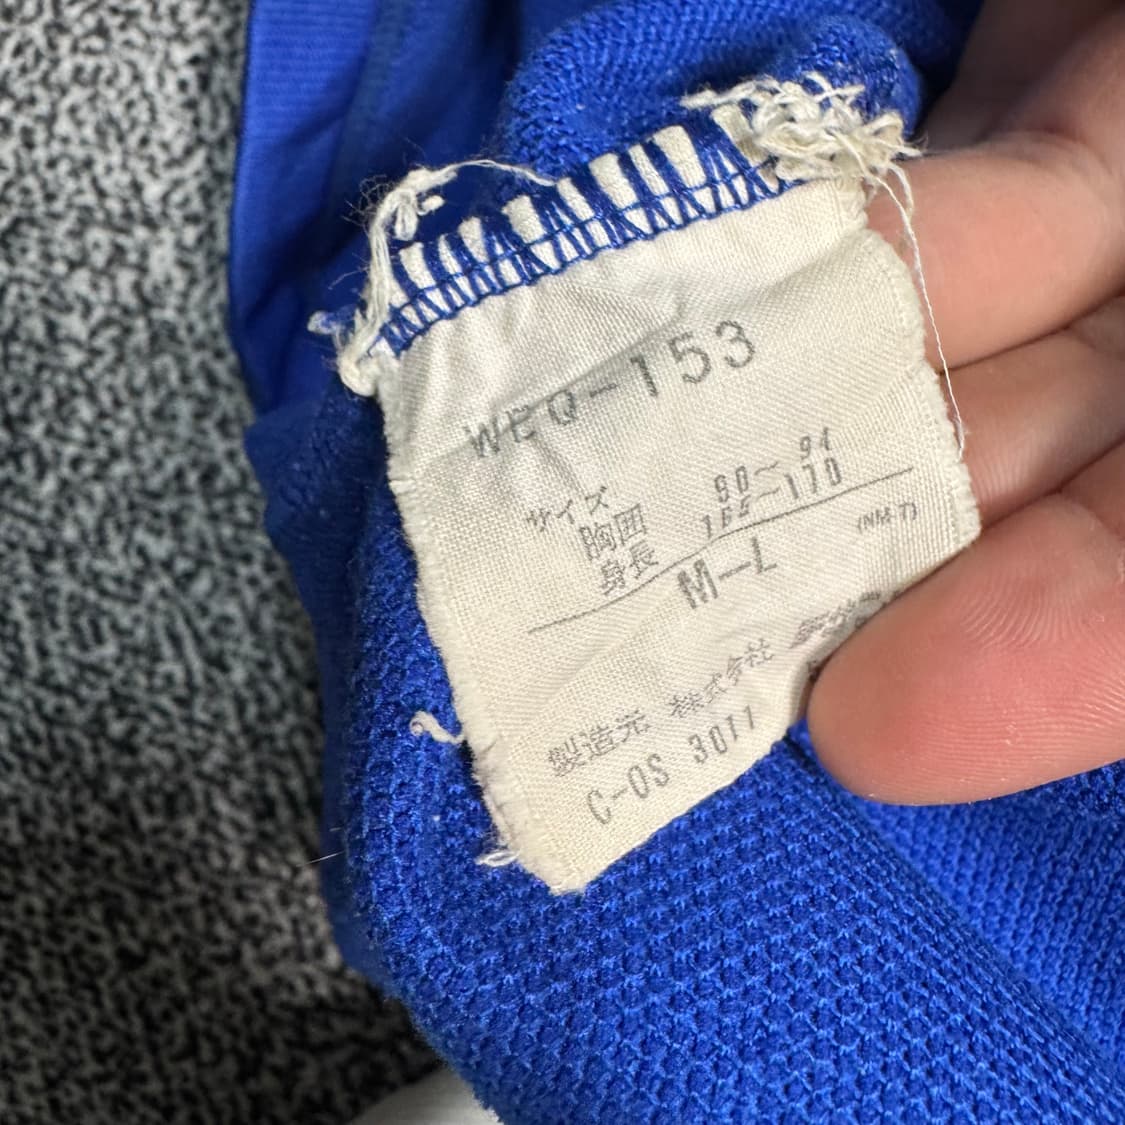 WEQ-153
サイズ
胸囲 90～94
身長 165～170
M-L
(NM-7)
製造元 株式会社
C-OS 3011